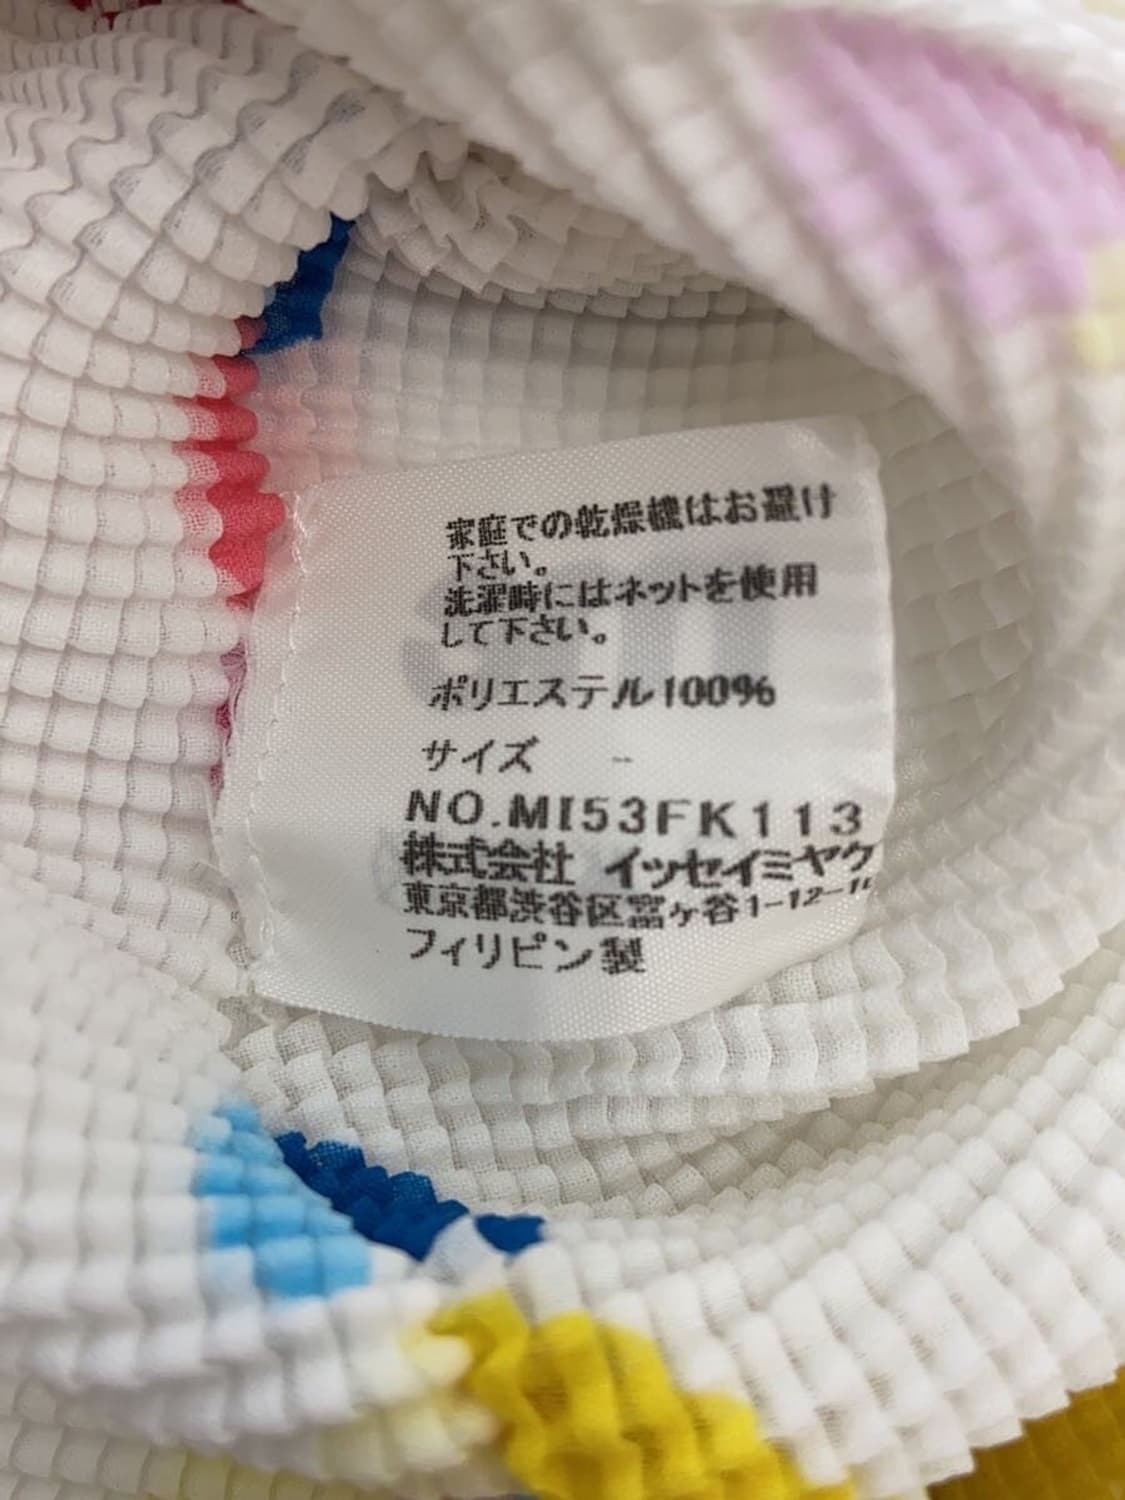 家庭での乾燥機はお避け
下さい。
洗濯時にはネットを使用
して下さい。
ポリエステル100%
サイズ --
NO.MI53FK113
株式会社 イッセイミヤケ
東京都渋谷区富ヶ谷1-12-10
フィリピン製